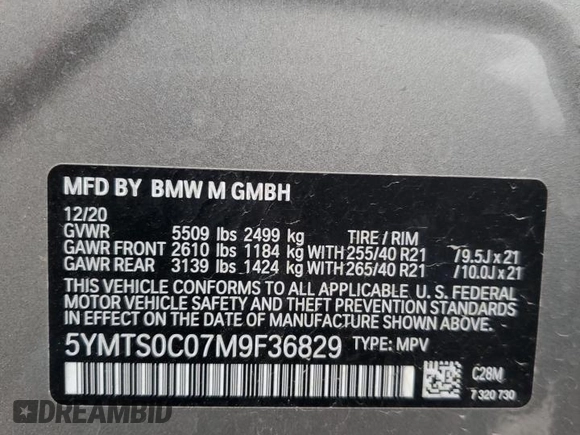 MFD BY BMW M GMBH
12/20
GVWR 5509 lbs 2499 kg TIRE / RIM
GAWR FRONT 2610 lbs 1184 kg WITH 255/40 R21 /9.5J x 21
GAWR REAR 3139 lbs 1424 kg WITH 265/40 R21 /10.0J x 21
THIS VEHICLE CONFORMS TO ALL APPLICABLE U. S. FEDERAL
MOTOR VEHICLE SAFETY AND THEFT PREVENTION STANDARDS
IN EFFECT ON THE DATE OF MANUFACTURE SHOWN ABOVE.
5YMTS0C07M9F36829 TYPE: MPV
C28M
7 320 730
DREAMBID